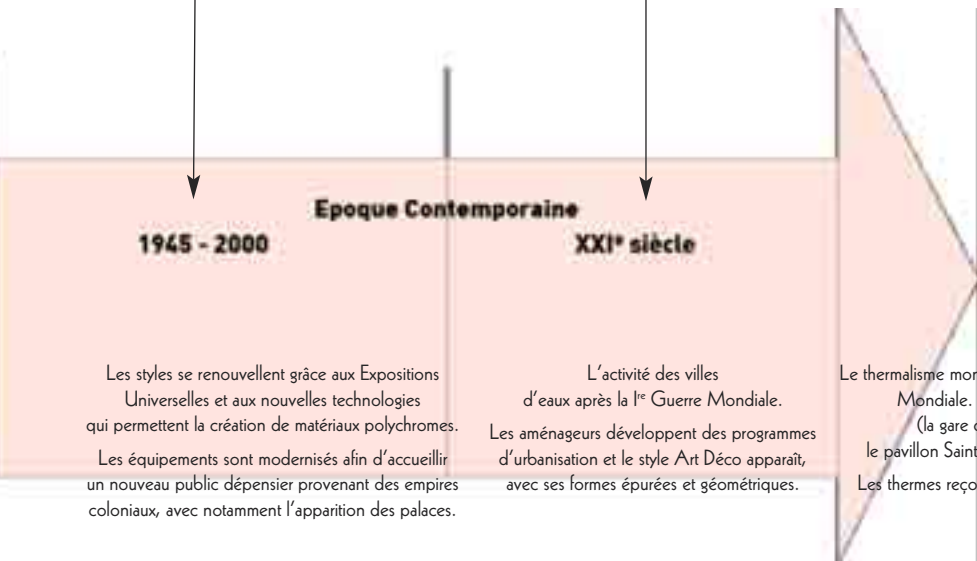 Epoque Contemporaine
1945 - 2000
XXIᵉ siècle
Les styles se renouvellent grâce aux Expositions
Universelles et aux nouvelles technologies
qui permettent la création de matériaux polychromes.
Les équipements sont modernisés afin d'accueillir
un nouveau public dépensier provenant des empires
coloniaux, avec notamment l'apparition des palaces.
L'activité des villes
d'eaux après la Iʳᵉ Guerre Mondiale.
Les aménageurs développent des programmes
d'urbanisation et le style Art Déco apparaît,
avec ses formes épurées et géométriques.
Le thermalisme
Mondiale.
(la gare
le pavillon Saint
Les thermes